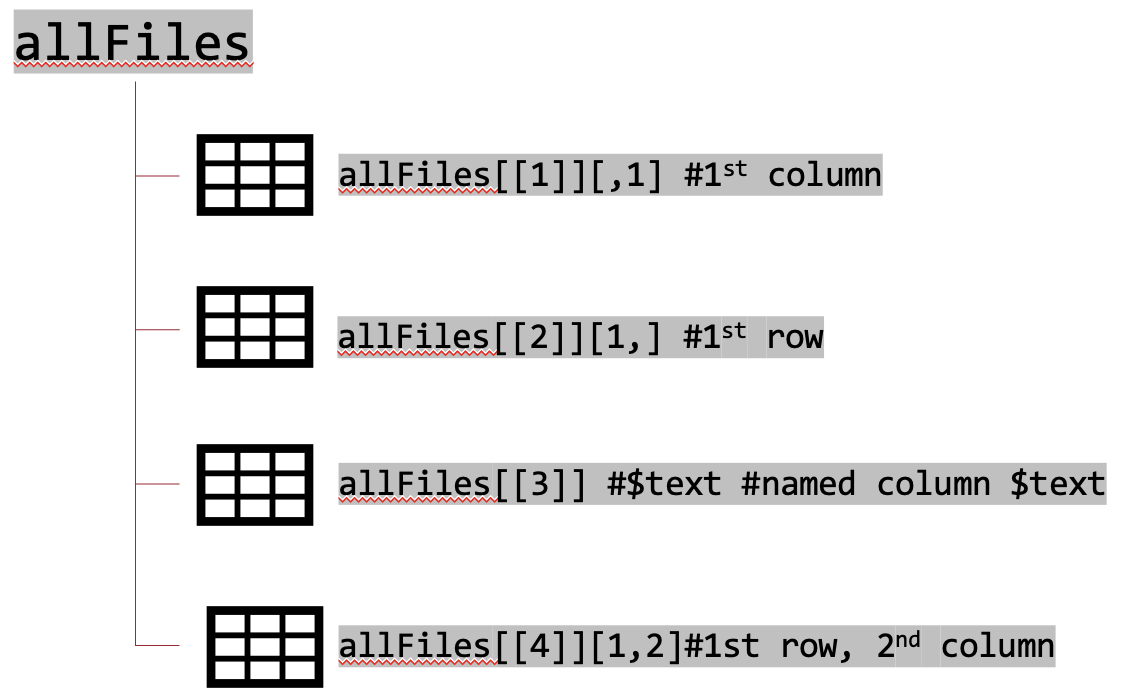 allFiles
allFiles[[1]][,1] #1st column
allFiles[[2]][1,] #1st row
allFiles[[3]] #$text #named column $text
allFiles[[4]][1,2]#1st row, 2nd column